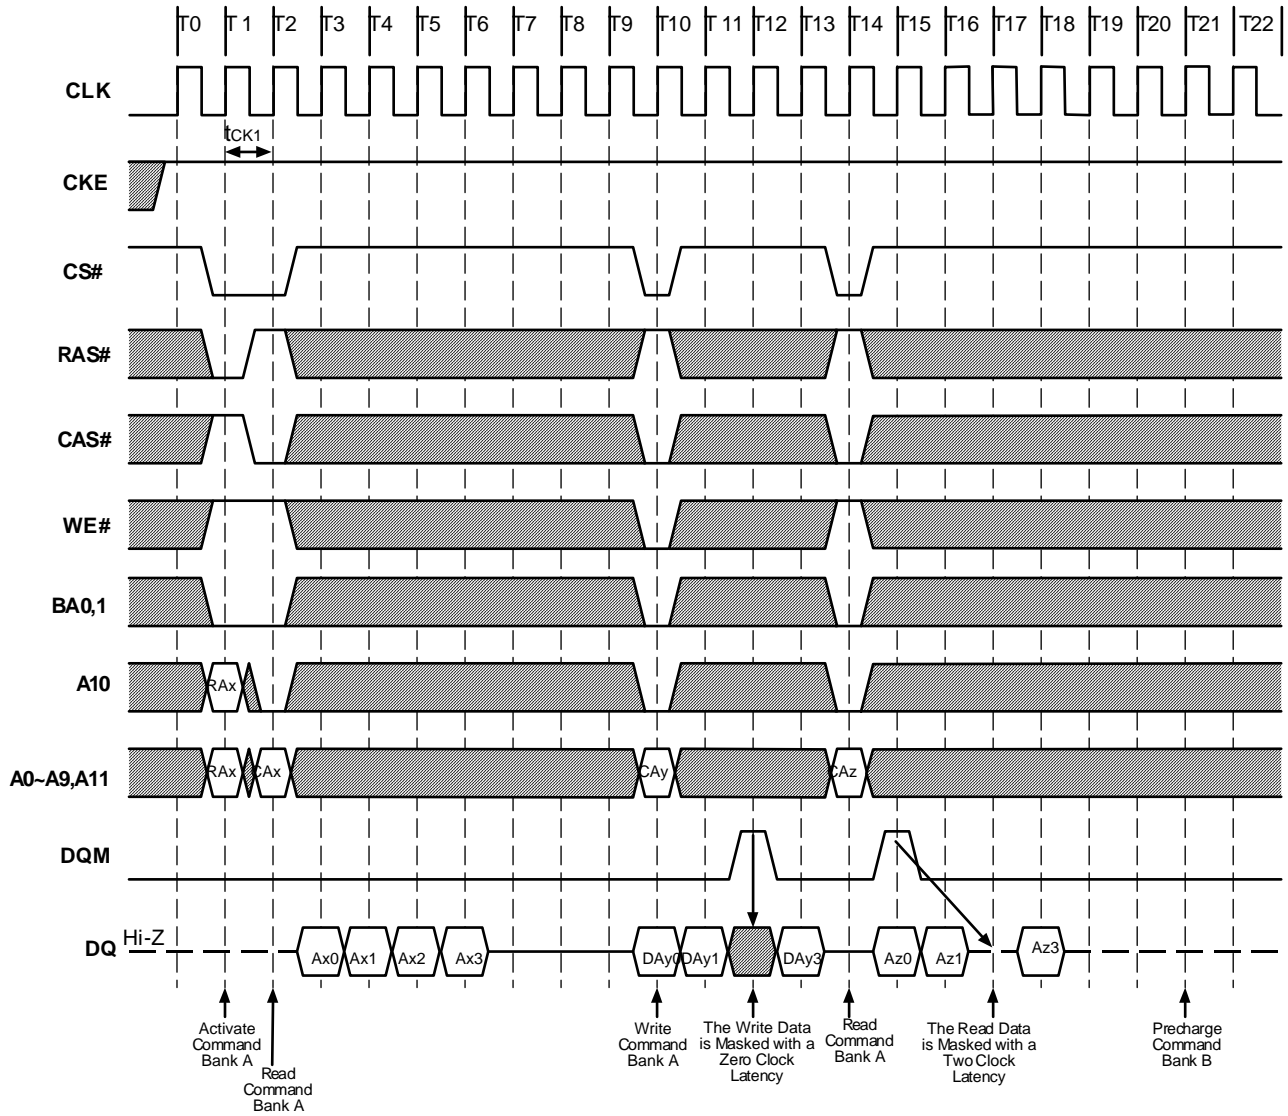 T0 T 1 T2 T3 T4 T5 T6 T7 T8 T9 T10 T 11 T12 T13 T14 T15 T16 T17 T18 T19 T20 T21 T22
CLK
tCK1
CKE
CS#
RAS#
CAS#
WE#
BA0,1
A10
RAx
A0~A9,A11
RAx CAx CAy CAz
DQM
DQ
Hi-Z
Ax0 Ax1 Ax2 Ax3 DAy0 DAy1 DAy3 Az0 Az1 Az3
Activate
Command
Bank A
Read
Command
Bank A
Write
Command
Bank A
The Write Data
is Masked with a
Zero Clock
Latency
Read
Command
Bank A
The Read Data
is Masked with a
Two Clock
Latency
Precharge
Command
Bank B